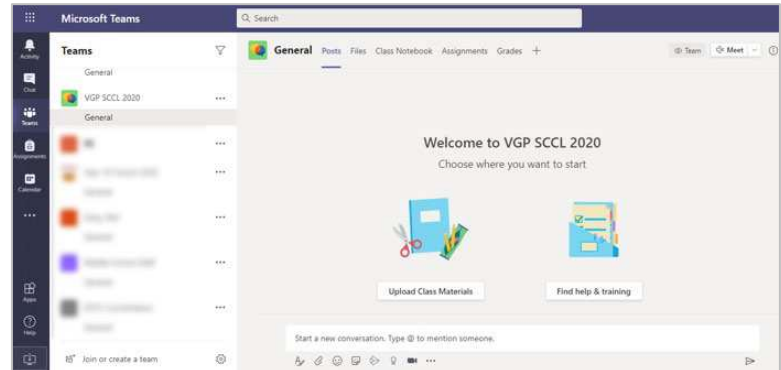 Microsoft Teams
Search
Activity
Chat
Teams
Assignments
Calendar
Apps
Help
Teams
General
VGP SCCL 2020
General
Join or create a team
General Posts Files Class Notebook Assignments Grades +
Team Meet
Welcome to VGP SCCL 2020
Choose where you want to start
Upload Class Materials
Find help & training
Start a new conversation. Type @ to mention someone.